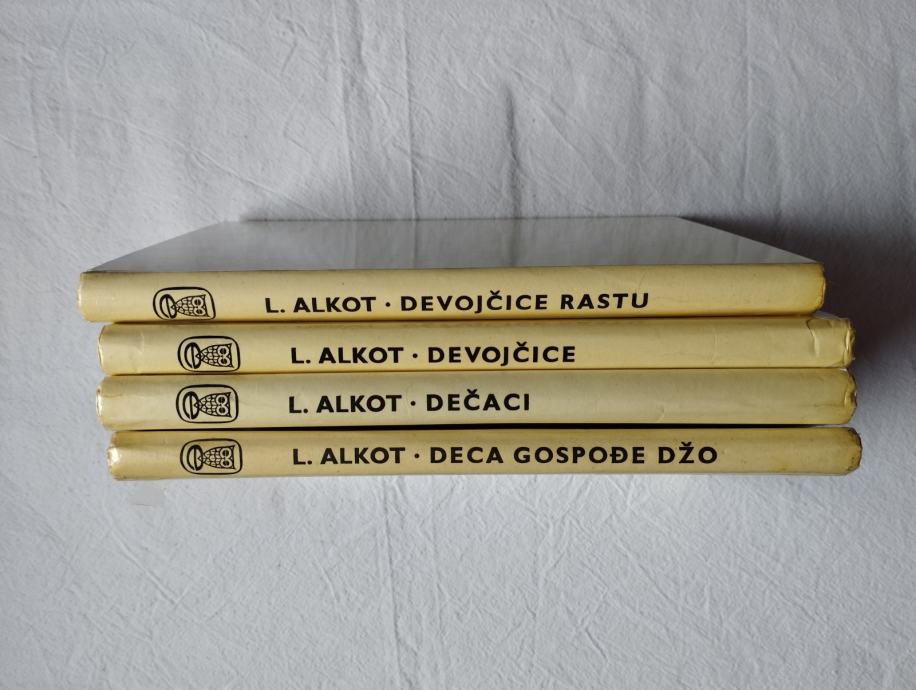 L. ALKOT · DEVOJČICE RASTU
L. ALKOT · DEVOJČICE
L. ALKOT · DEČACI
L. ALKOT · DECA GOSPOĐE DŽO